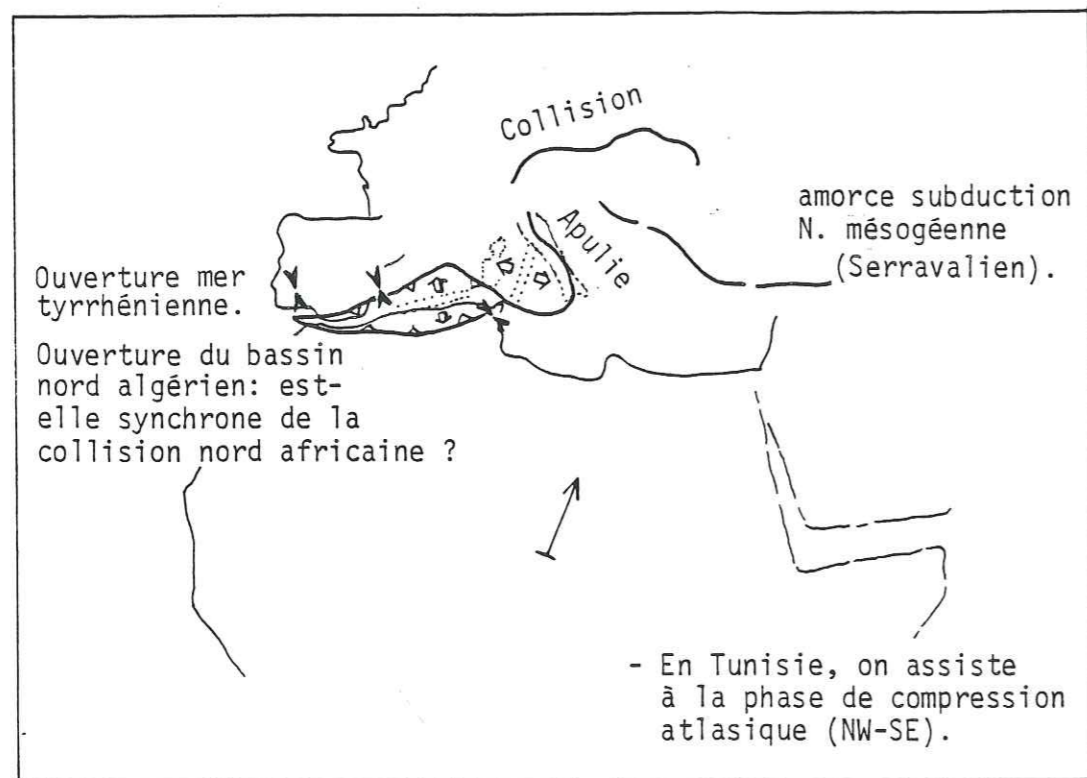 Collision
Apulie
amorce subduction
N. mésogéenne
(Serravalien).
Ouverture mer
tyrrhénienne.
Ouverture du bassin
nord algérien: est-
elle synchrone de la
collision nord africaine ?
- En Tunisie, on assiste
à la phase de compression
atlasique (NW-SE).